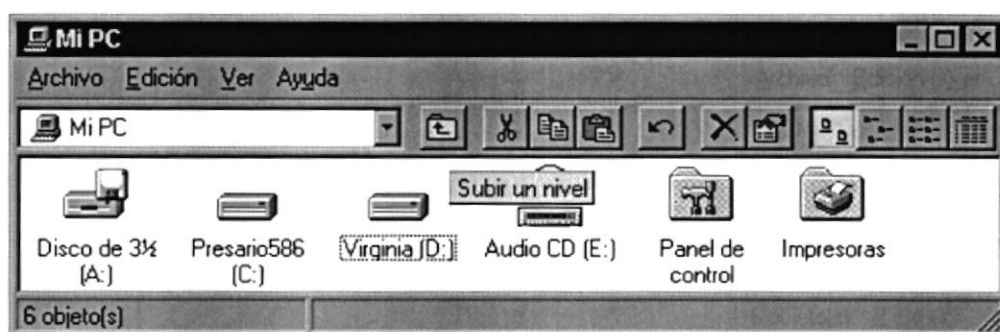 Mi PC
Archivo Edición Ver Ayuda
Mi PC
Subir un nivel
Disco de 3½ (A:)
Presario586 (C:)
Virginia (D:)
Audio CD (E:)
Panel de control
Impresoras
6 objeto(s)